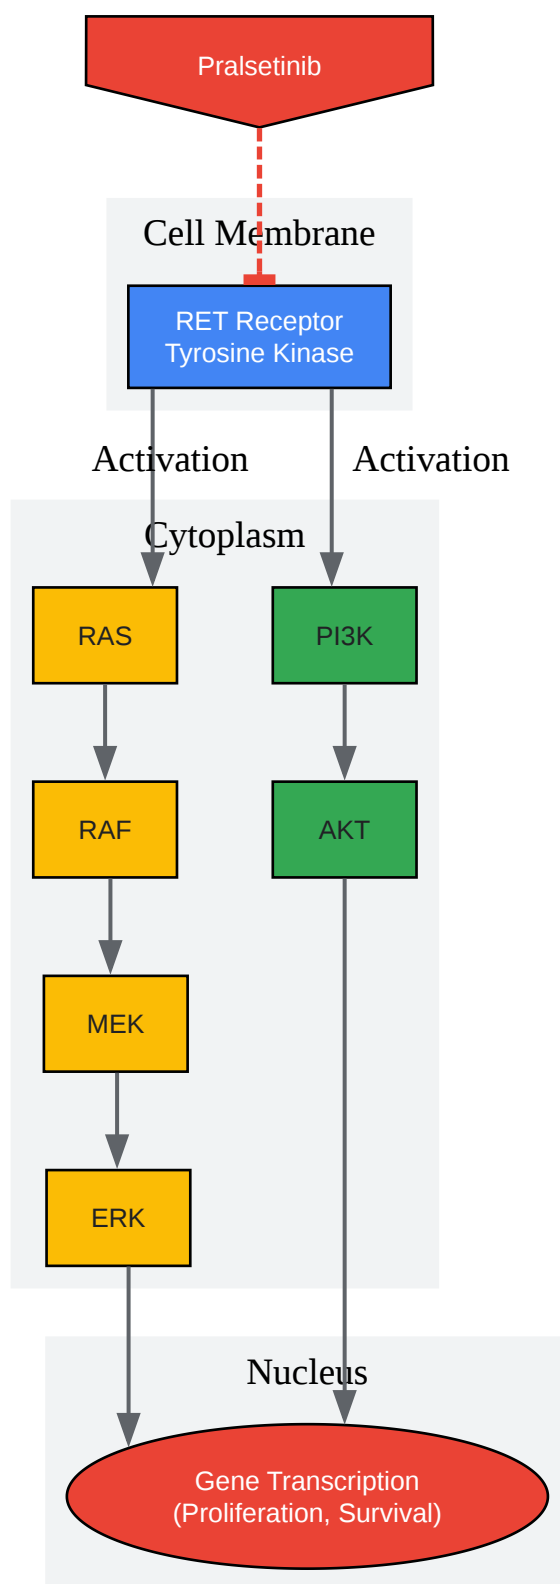 Pralsetinib
Cell Membrane
RET Receptor
Tyrosine Kinase
Activation
Activation
Cytoplasm
RAS
PI3K
RAF
AKT
MEK
ERK
Nucleus
Gene Transcription
(Proliferation, Survival)